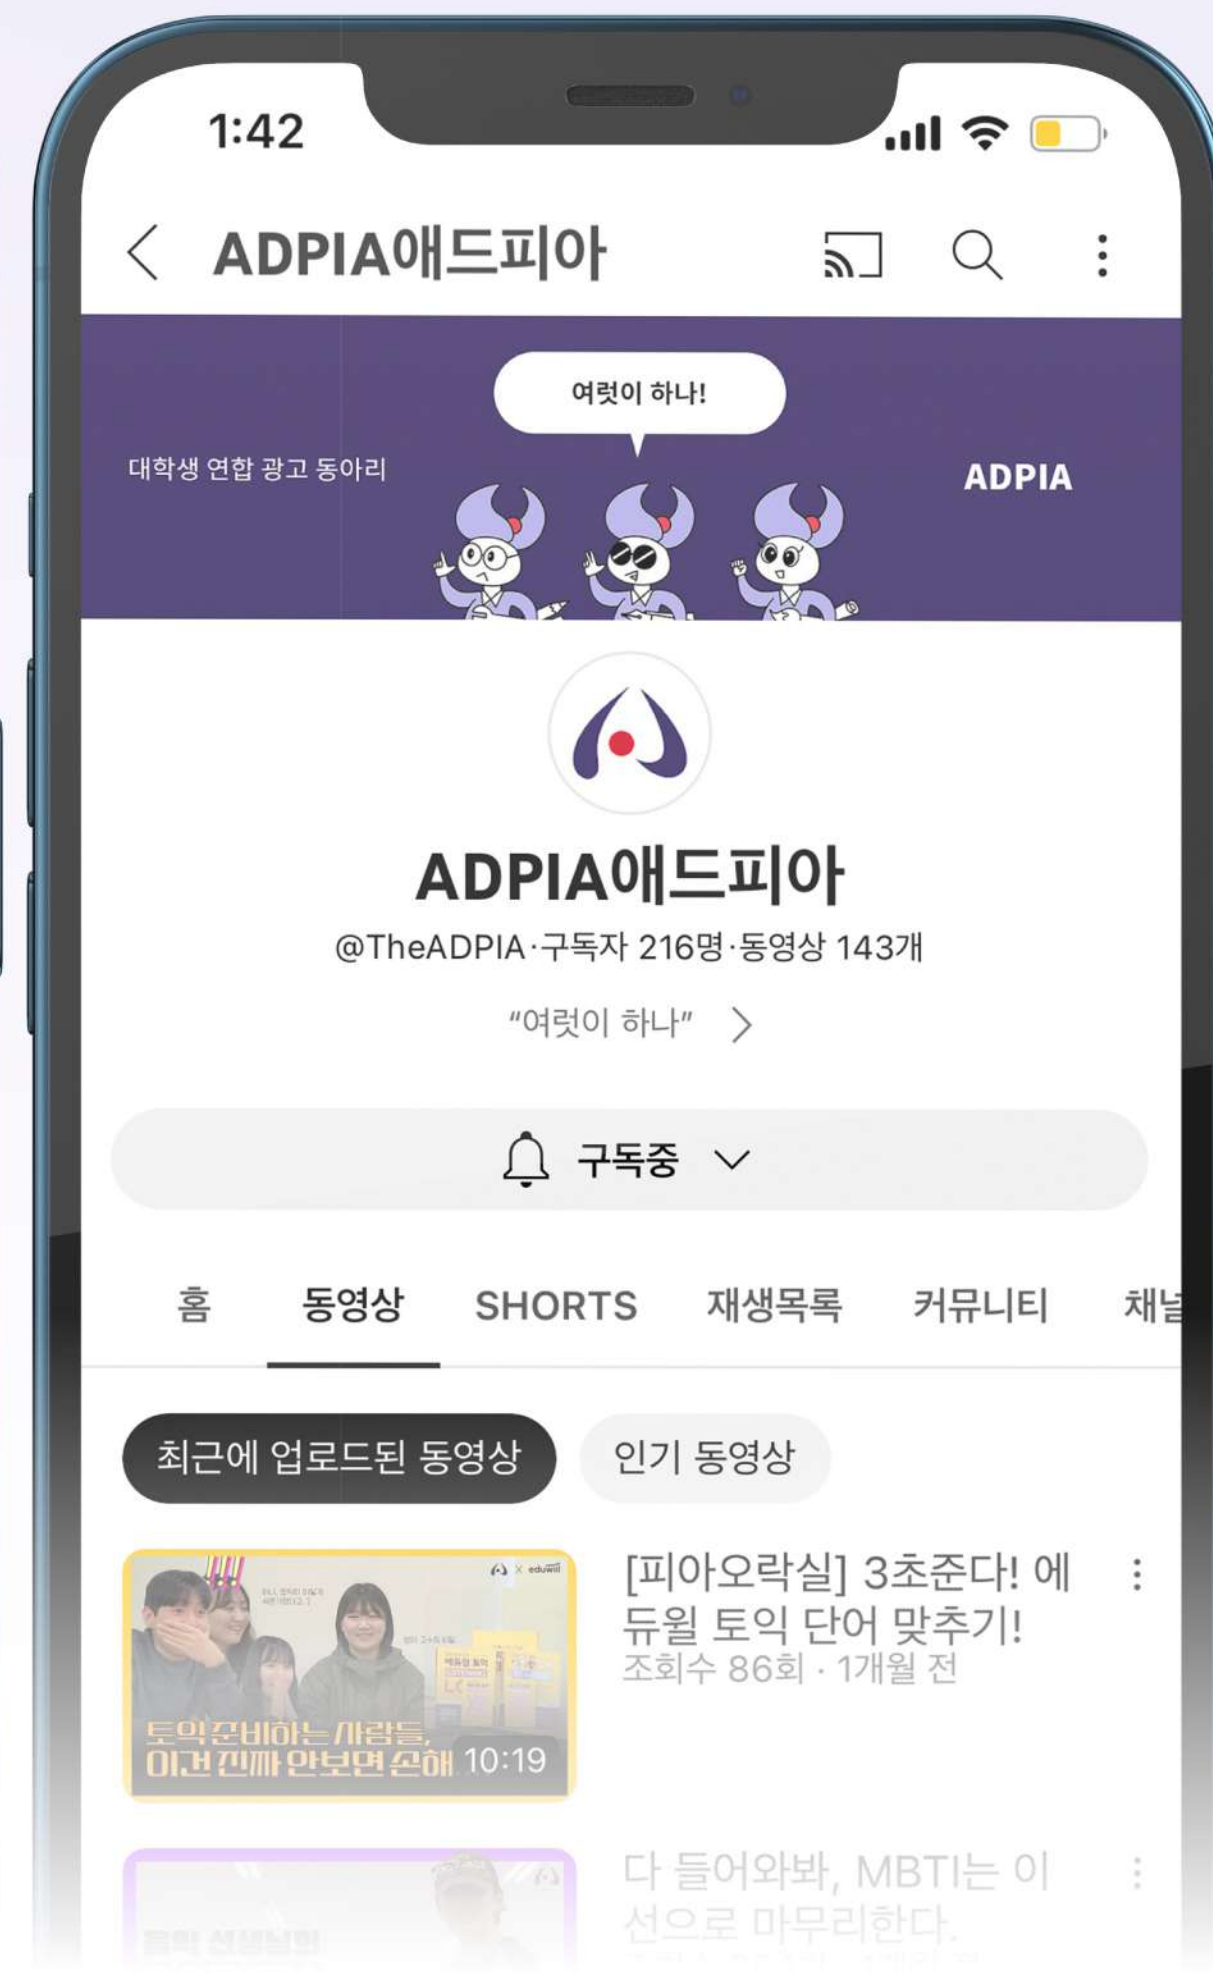 1:42
ADPIA애드피아
여럿이 하나!
대학생 연합 광고 동아리
ADPIA
ADPIA애드피아
@TheADPIA·구독자 216명·동영상 143개
“여럿이 하나”
구독중
홈 동영상 SHORTS 재생목록 커뮤니티 채널
최근에 업로드된 동영상 인기 동영상
X eduwill
토익 준비하는 사람들,
이건 진짜 안보면 손해
10:19
[피아오락실] 3초준다! 에
듀윌 토익 단어 맞추기!
조회수 86회 · 1개월 전
다 들어와봐, MBTI는 이
선으로 마무리한다.